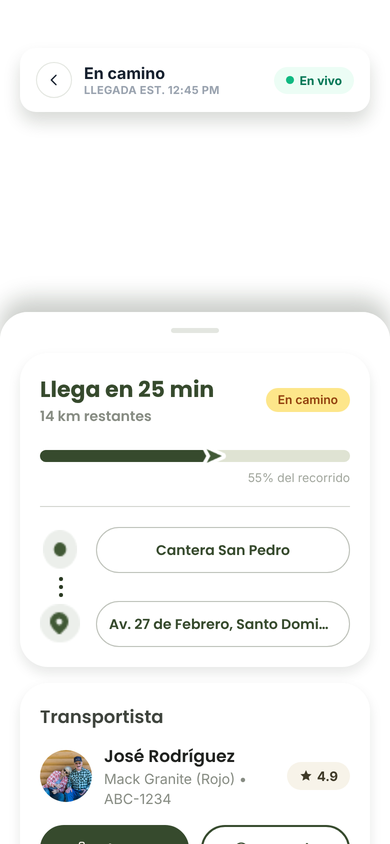 En camino
LLEGADA EST. 12:45 PM
En vivo
Llega en 25 min
En camino
14 km restantes
55% del recorrido
Cantera San Pedro
Av. 27 de Febrero, Santo Domi...
Transportista
José Rodríguez
Mack Granite (Rojo) •
ABC-1234
4.9